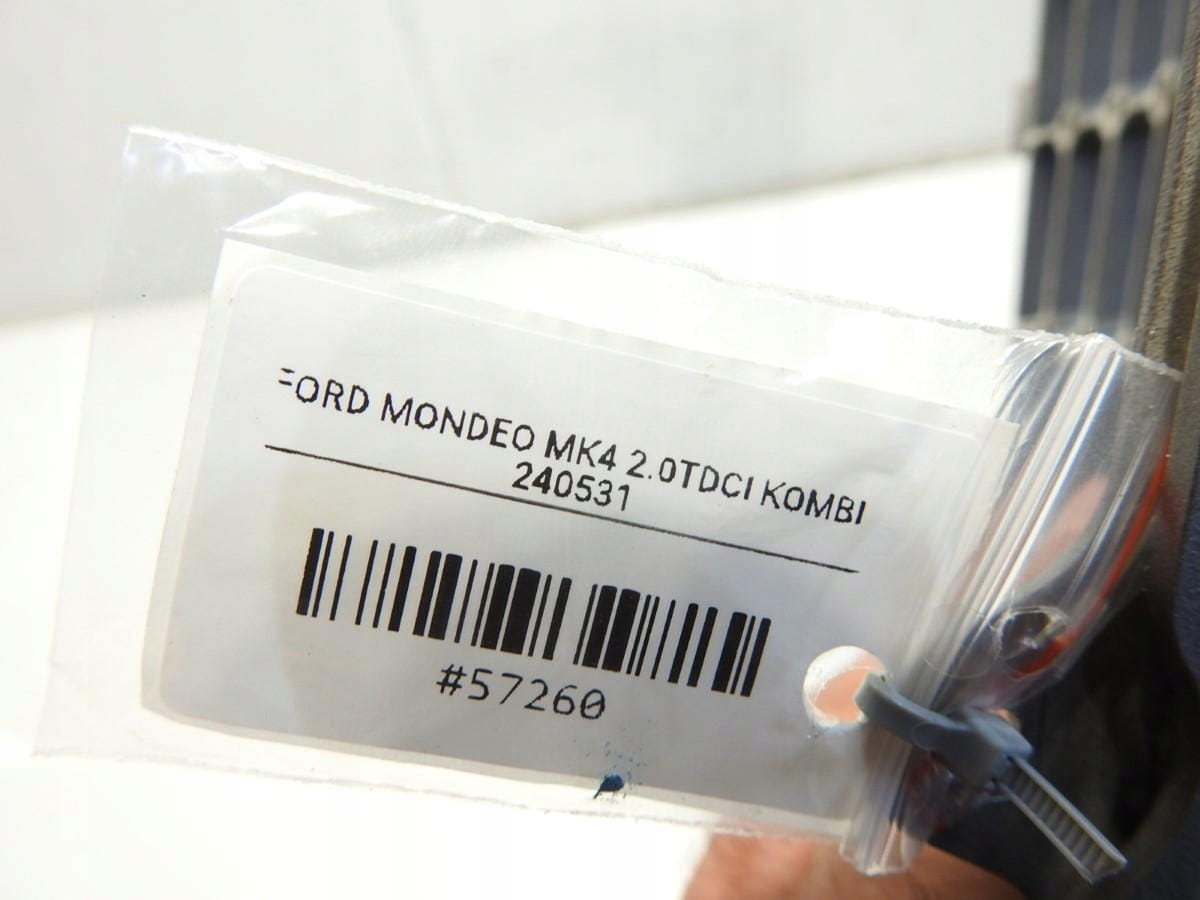 FORD MONDEO MK4 2.0TDCI KOMBI
240531
#57260